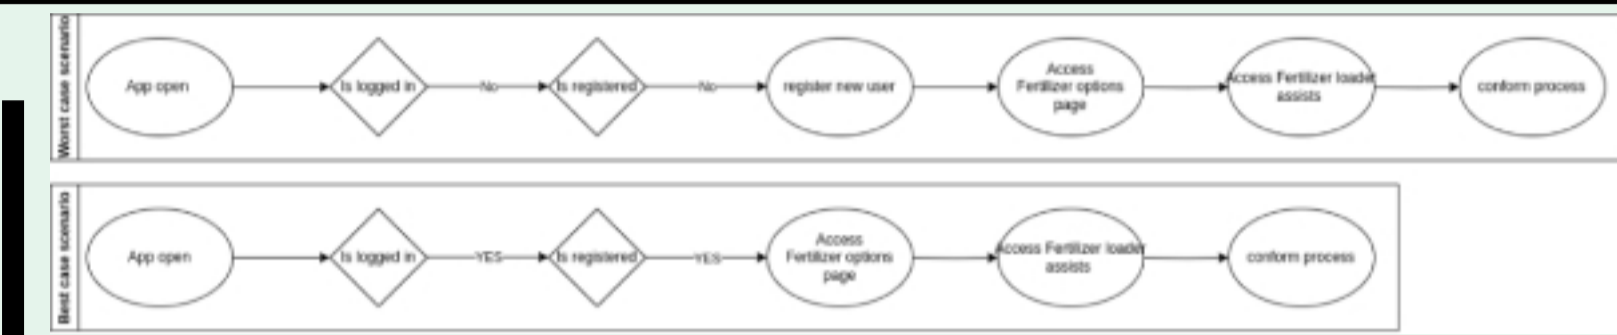 Worst case scenario
App open
Is logged in
No
Is registered
No
register new user
Access
Fertilizer options
page
Access Fertilizer loader
assists
conform process
Best case scenario
App open
Is logged in
YES
Is registered
YES
Access
Fertilizer options
page
Access Fertilizer loader
assists
conform process